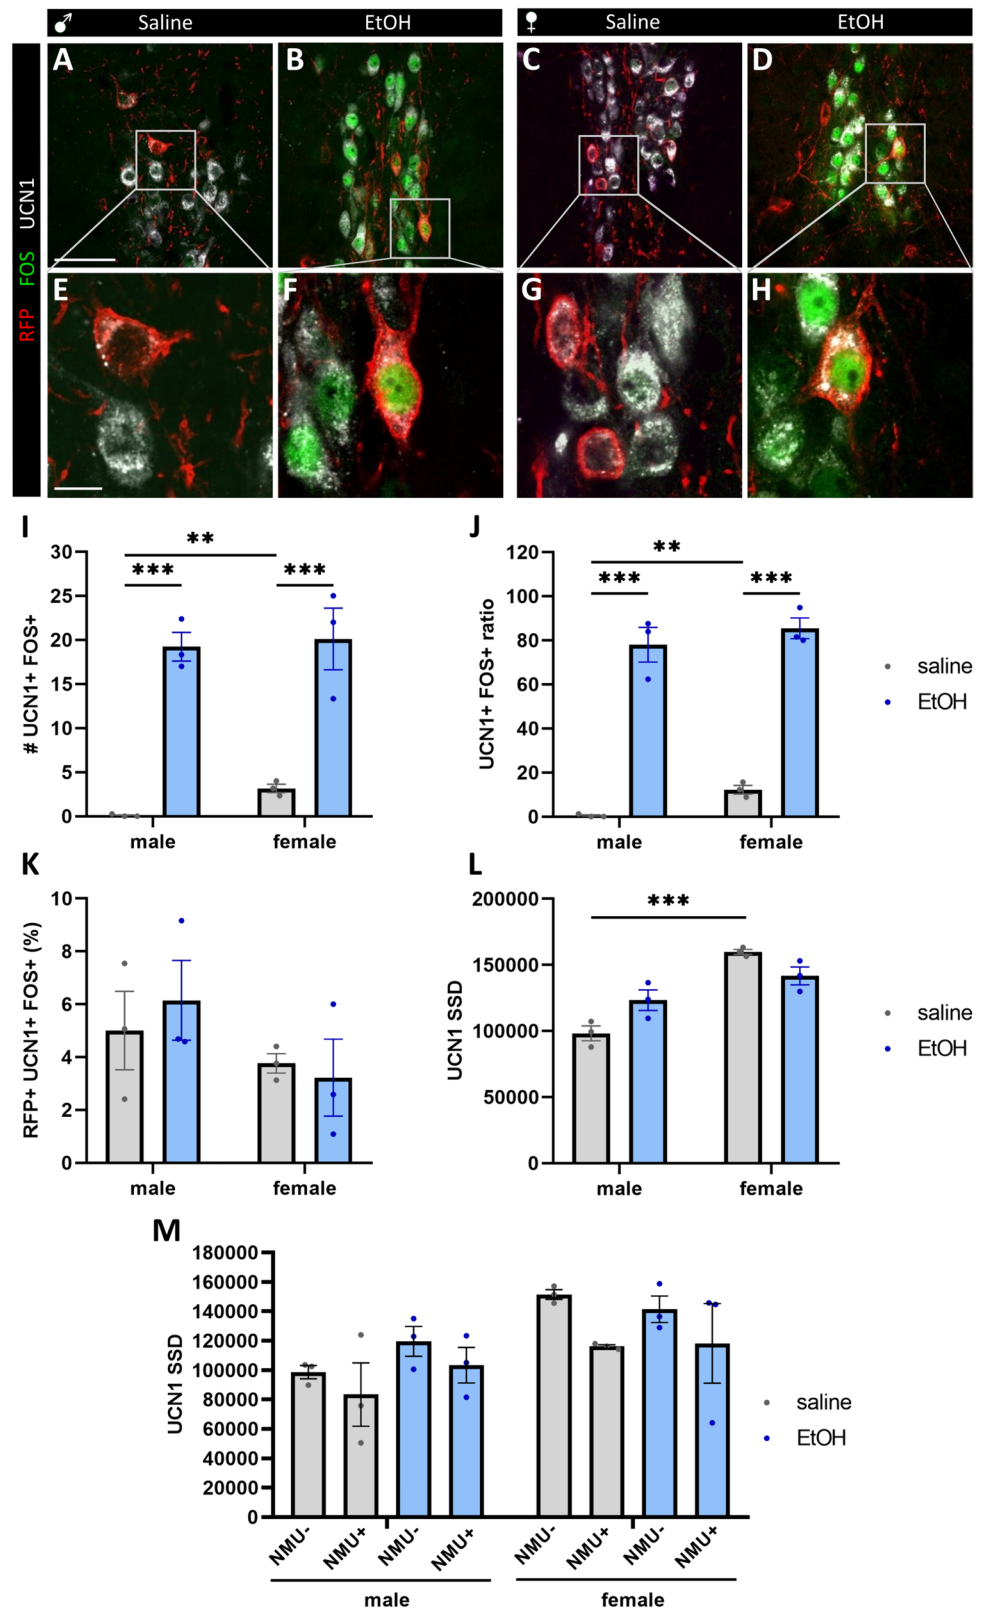 ♂ Saline EtOH ♀ Saline EtOH
A B C D
RFP FOS UCN1
E F G H
I J
** **
*** *** *** ***
# UCN1+ FOS+
30
25
20
15
10
5
0
male female
UCN1+ FOS+ ratio
120
100
80
60
40
20
0
male female
saline
EtOH
K L
RFP+ UCN1+ FOS+ (%)
10
8
6
4
2
0
male female
***
UCN1 SSD
200000
150000
100000
50000
0
male female
saline
EtOH
M
UCN1 SSD
180000
160000
140000
120000
100000
80000
60000
40000
20000
0
NMU- NMU+ NMU- NMU+ NMU- NMU+ NMU- NMU+
male female
saline
EtOH